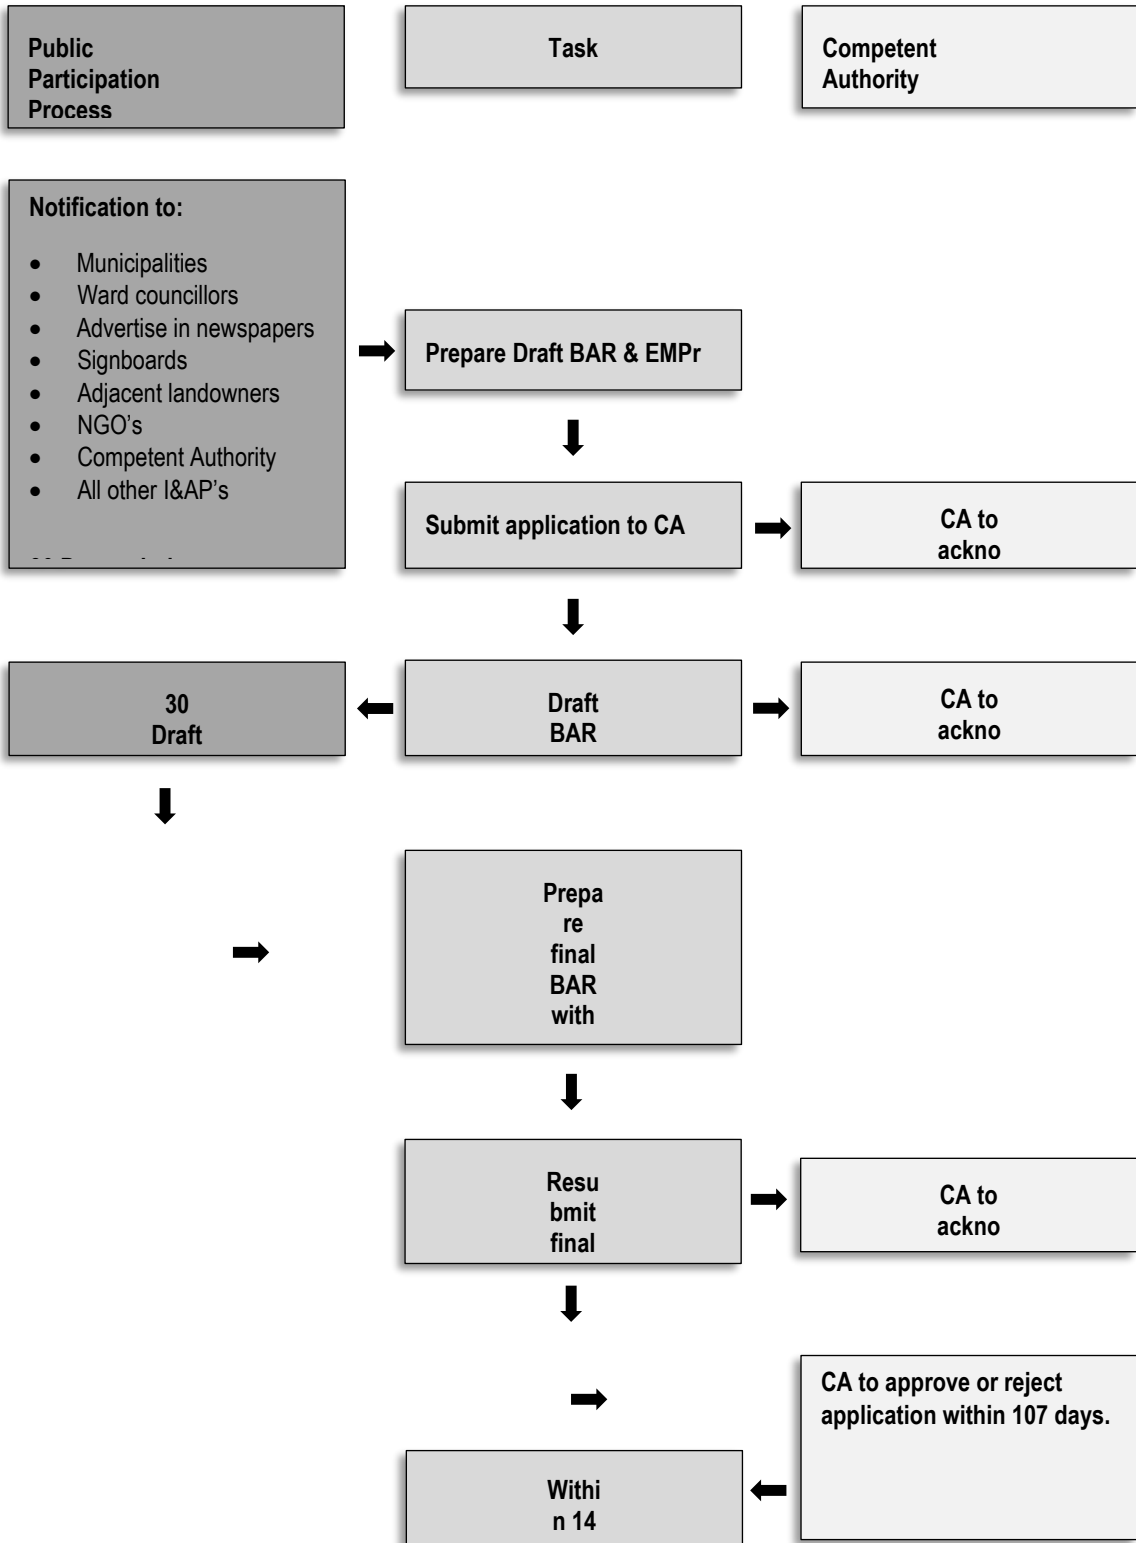 Public
Participation
Process
Task
Competent
Authority
Notification to:
• Municipalities
• Ward councillors
• Advertise in newspapers
• Signboards
• Adjacent landowners
• NGO's
• Competent Authority
• All other I&AP's
Prepare Draft BAR & EMPr
Submit application to CA
CA to
ackno
30
Draft
Draft
BAR
CA to
ackno
Prepa
re
final
BAR
with
Resu
bmit
final
CA to
ackno
CA to approve or reject
application within 107 days.
Withi
n 14